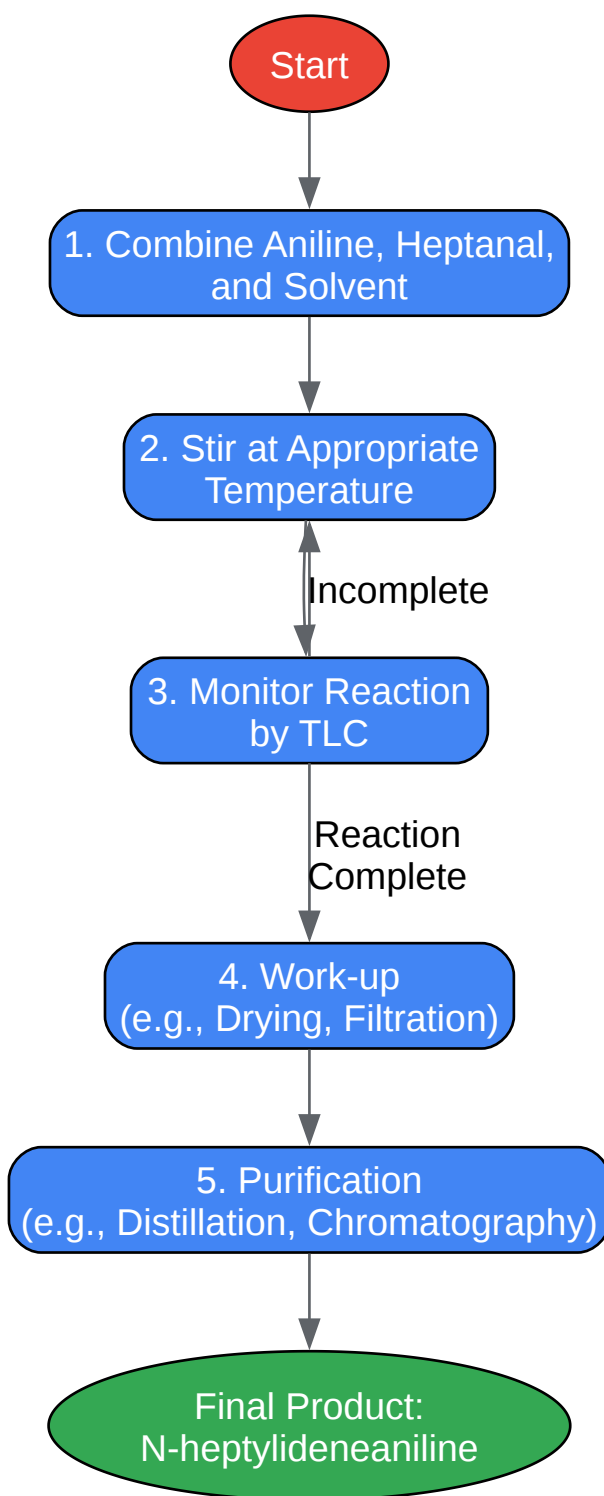 Start
1. Combine Aniline, Heptanal,
and Solvent
2. Stir at Appropriate
Temperature
Incomplete
3. Monitor Reaction
by TLC
Reaction
Complete
4. Work-up
(e.g., Drying, Filtration)
5. Purification
(e.g., Distillation, Chromatography)
Final Product:
N-heptylideneaniline